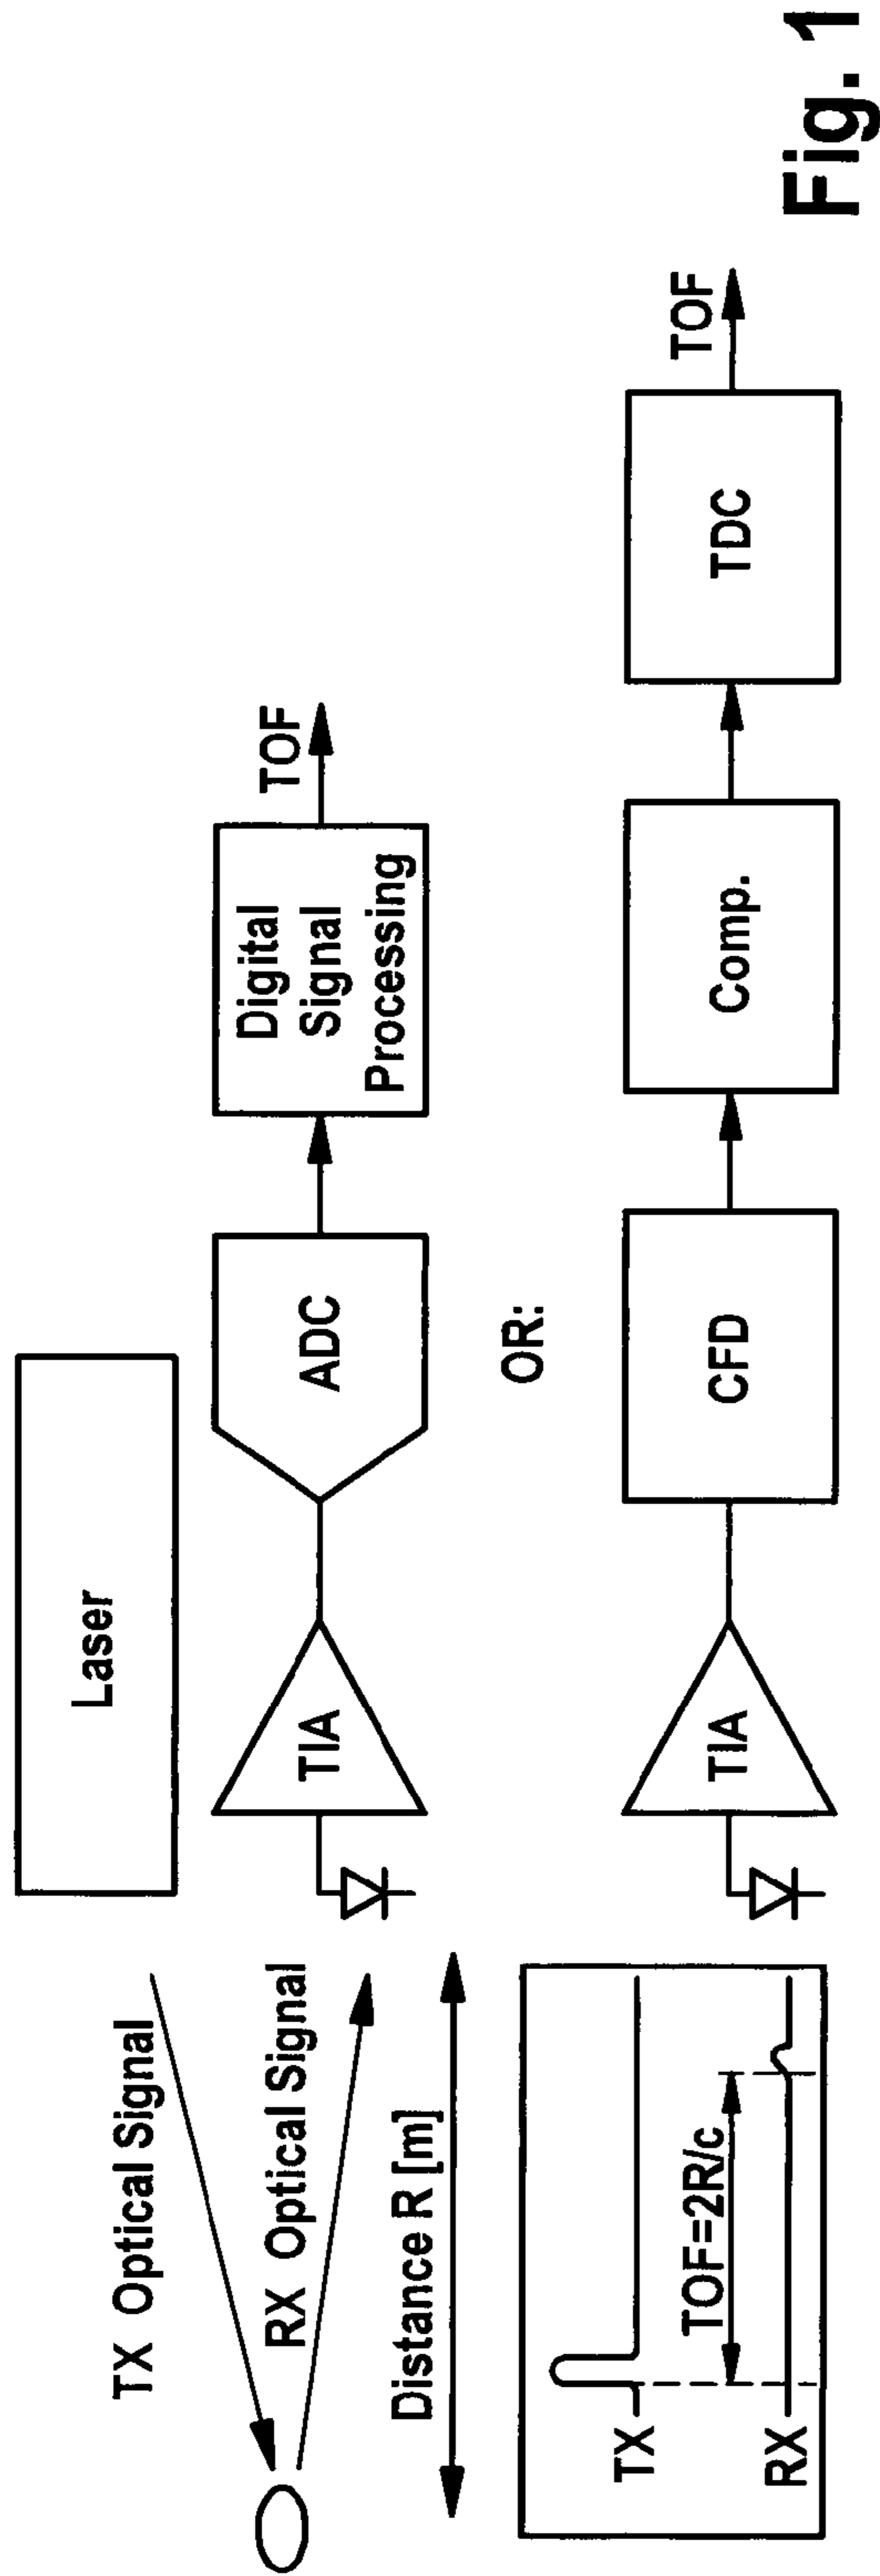 Laser
TX Optical Signal
RX Optical Signal
Distance R [m]
TIA
ADC
Digital
Signal
Processing
TOF
OR:
TX
TOF=2R/c
RX
TIA
CFD
Comp.
TDC
TOF
Fig. 1